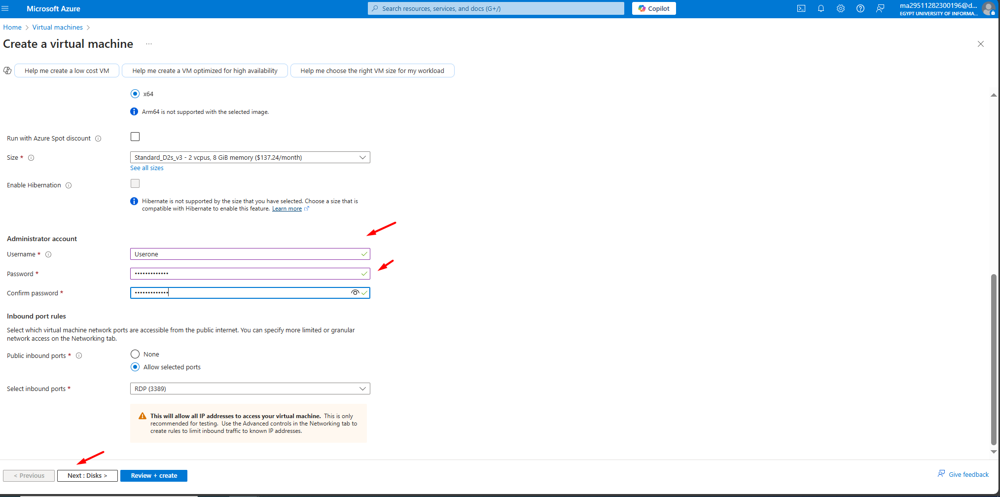 Microsoft Azure
Search resources, services, and docs (G+/)
Copilot
ma29511282300196@d...
EGYPT UNIVERSITY OF INFORMA...
Home > Virtual machines >
Create a virtual machine ...
Help me create a low cost VM
Help me create a VM optimized for high availability
Help me choose the right VM size for my workload
x64
Arm64 is not supported with the selected image.
Run with Azure Spot discount
Size *
Standard_D2s_v3 - 2 vcpus, 8 GiB memory ($137.24/month)
See all sizes
Enable Hibernation
Hibernate is not supported by the size that you have selected. Choose a size that is
compatible with Hibernate to enable this feature. Learn more
Administrator account
Username *
Userone
Password *
•••••••••••••
Confirm password *
•••••••••••••
Inbound port rules
Select which virtual machine network ports are accessible from the public internet. You can specify more limited or granular
network access on the Networking tab.
Public inbound ports *
None
Allow selected ports
Select inbound ports *
RDP (3389)
This will allow all IP addresses to access your virtual machine. This is only
recommended for testing. Use the Advanced controls in the Networking tab to
create rules to limit inbound traffic to known IP addresses.
< Previous
Next : Disks >
Review + create
Give feedback